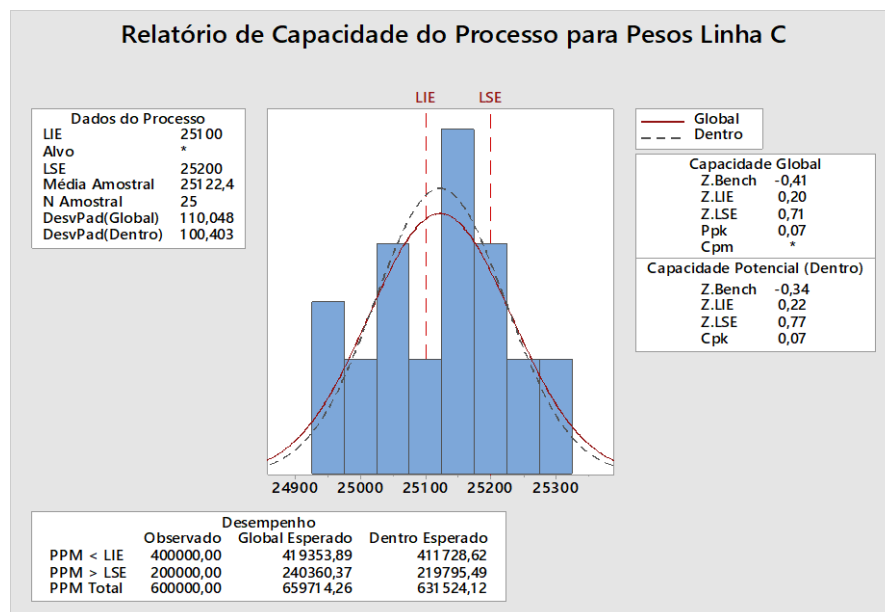 Relatório de Capacidade do Processo para Pesos Linha C
LIE LSE
Dados do Processo
LIE 25100
Alvo *
LSE 25200
Média Amostral 25122,4
N Amostral 25
DesvPad(Global) 110,048
DesvPad(Dentro) 100,403
Global
Dentro
Capacidade Global
Z.Bench -0,41
Z.LIE 0,20
Z.LSE 0,71
Ppk 0,07
Cpm *
Capacidade Potencial (Dentro)
Z.Bench -0,34
Z.LIE 0,22
Z.LSE 0,77
Cpk 0,07
24900 25000 25100 25200 25300
Desempenho
Observado Global Esperado Dentro Esperado
PPM < LIE 400000,00 419353,89 411728,62
PPM > LSE 200000,00 240360,37 219795,49
PPM Total 600000,00 659714,26 631524,12